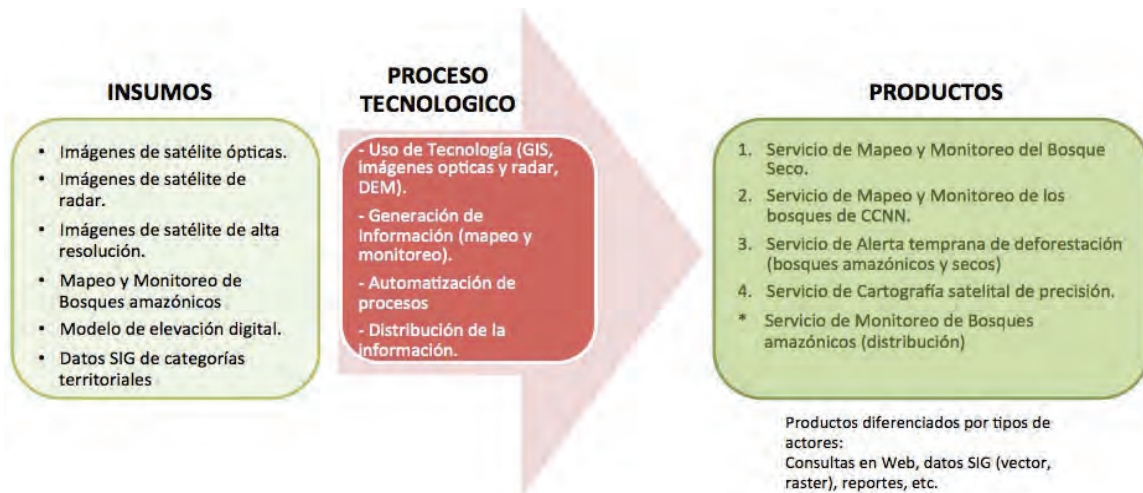 INSUMOS
• Imágenes de satélite ópticas.
• Imágenes de satélite de
radar.
• Imágenes de satélite de alta
resolución.
• Mapeo y Monitoreo de
Bosques amazónicos
• Modelo de elevación digital.
• Datos SIG de categorías
territoriales
PROCESO
TECNOLOGICO
- Uso de Tecnología (GIS,
imágenes opticas y radar,
DEM).
- Generación de
Información (mapeo y
monitoreo).
- Automatización de
procesos
- Distribución de la
información.
PRODUCTOS
1. Servicio de Mapeo y Monitoreo del Bosque
Seco.
2. Servicio de Mapeo y Monitoreo de los
bosques de CCNN.
3. Servicio de Alerta temprana de deforestación
(bosques amazónicos y secos)
4. Servicio de Cartografía satelital de precisión.
* Servicio de Monitoreo de Bosques
amazónicos (distribución)
Productos diferenciados por tipos de
actores:
Consultas en Web, datos SIG (vector,
raster), reportes, etc.